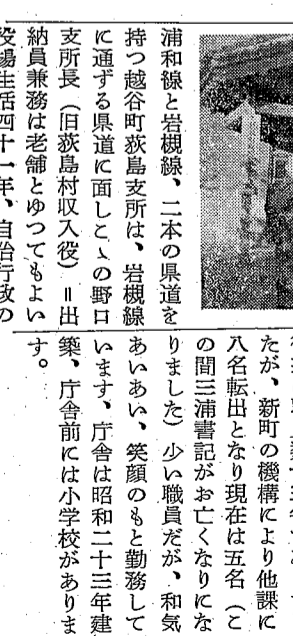 浦和線と岩槻線、二本の県道を
持つ越谷町荻島支所は、岩槻線
に通ずる県道に面しこゝの野口
支所長（旧荻島村収入役）＝出
納員兼務は老舗とゆつてもよい
役場生活四十一年、自治行政の
たが、新町の機構により他課に
八名転出となり現在は五名（こ
の間三浦書記がお亡くなりにな
りました）少い職員だが、和気
あいあい、笑顔のもと勤務して
います、庁舎は昭和二十三年建
築、庁舎前には小学校がありま
す。